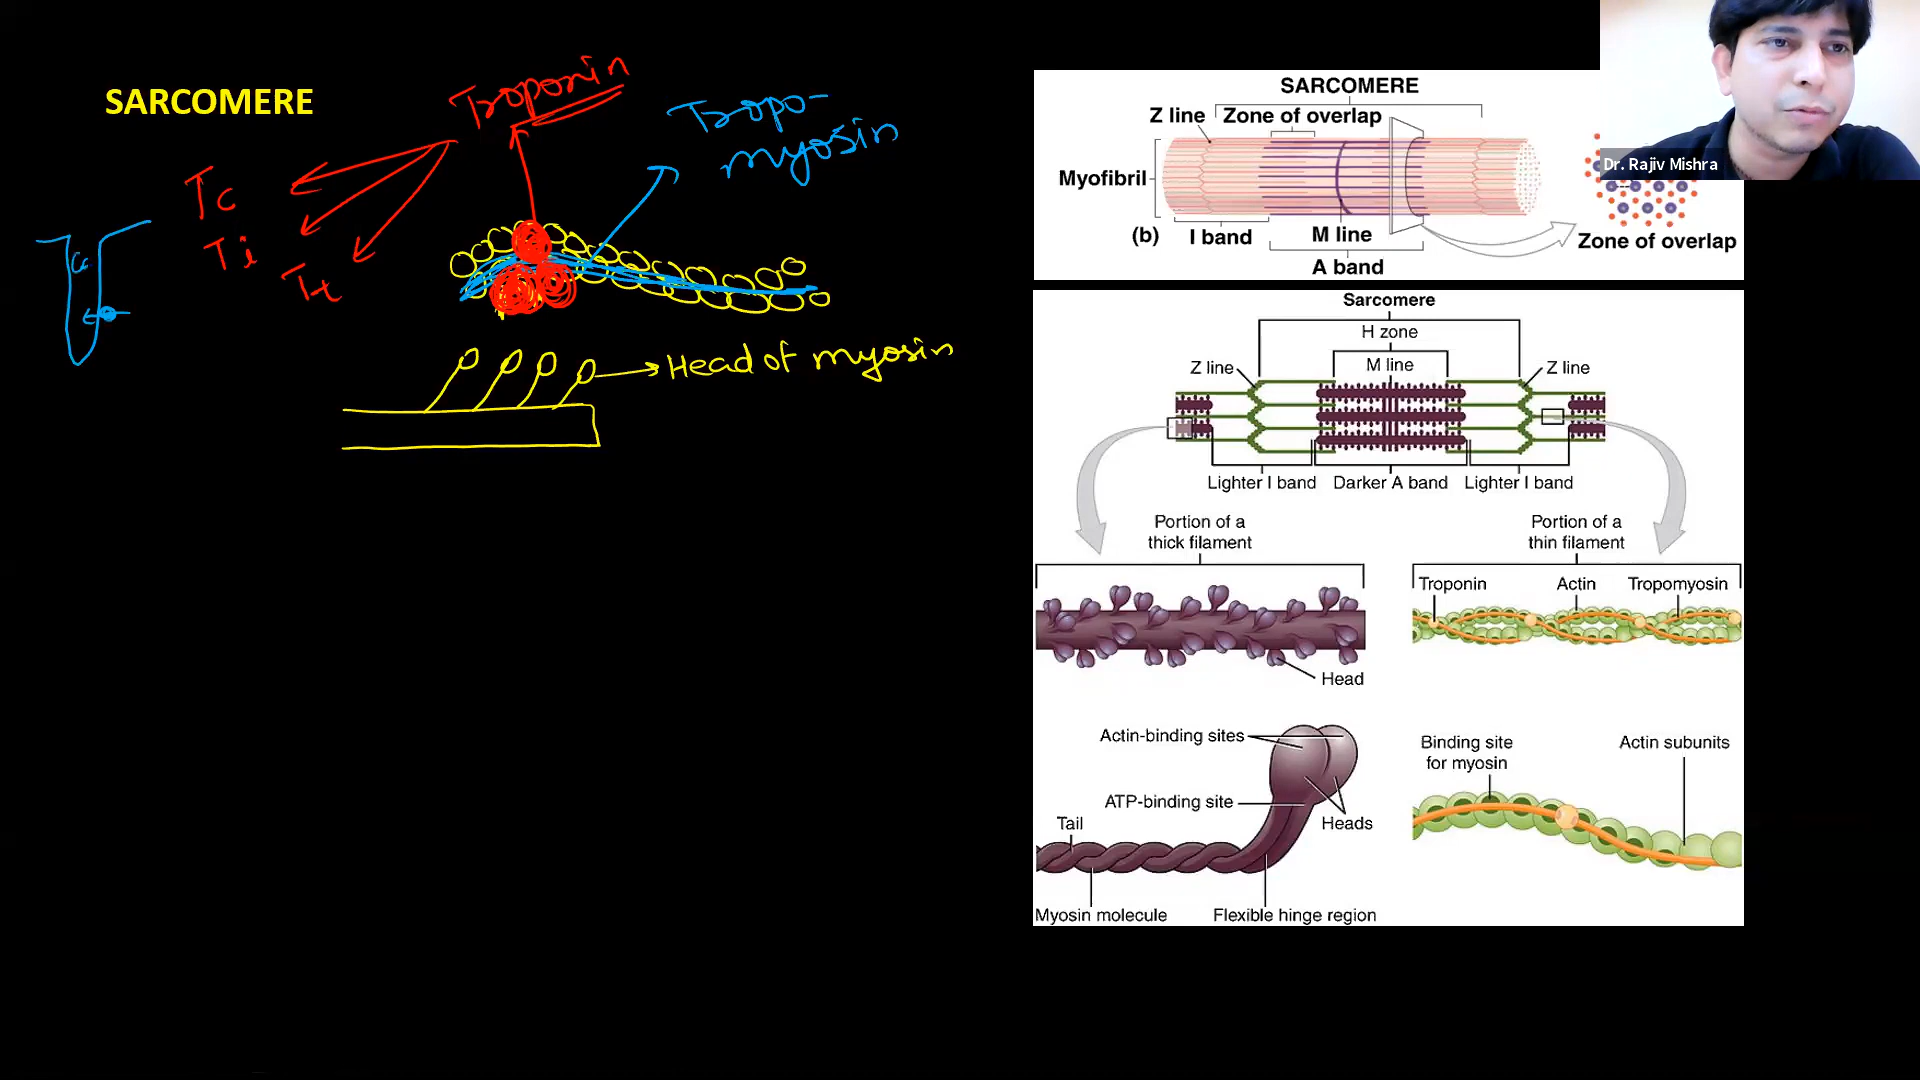 SARCOMERE
Troponin
Tropo-
myosin
Tc
Ti
Tt
Head of myosin
SARCOMERE
Z line
Zone of overlap
Myofibril
(b)
I band
M line
A band
Zone of overlap
Dr. Rajiv Mishra
Sarcomere
H zone
M line
Z line
Z line
Lighter I band
Darker A band
Lighter I band
Portion of a
thick filament
Portion of a
thin filament
Troponin
Actin
Tropomyosin
Head
Actin-binding sites
ATP-binding site
Heads
Tail
Myosin molecule
Flexible hinge region
Binding site
for myosin
Actin subunits